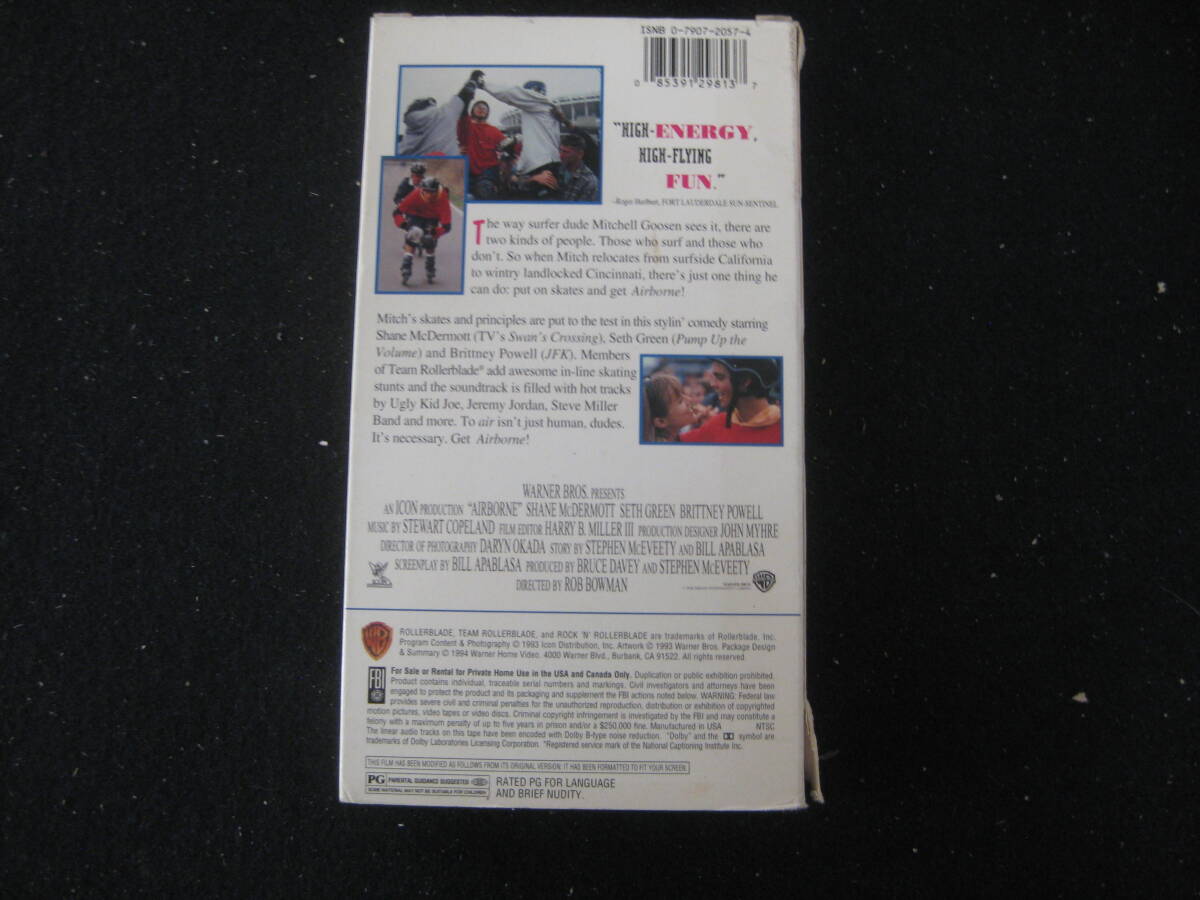 ISNB 0-7907-2057-4
0 85391 29813 7
"HIGH-ENERGY,
HIGH-FLYING
FUN."
FORT LAUDERDALE SUN-SENTINEL
The way surfer dude Mitchell Goosen sees it, there are
two kinds of people. Those who surf and those who
don't. So when Mitch relocates from surfside California
to wintry landlocked Cincinnati, there's just one thing he
can do: put on skates and get Airborne!
Mitch's skates and principles are put to the test in this stylin' comedy starring
Shane McDermott (TV's Swan's Crossing), Seth Green (Pump Up the
Volume) and Brittney Powell (JFK). Members
of Team Rollerblade® add awesome in-line skating
stunts and the soundtrack is filled with hot tracks
by Ugly Kid Joe, Jeremy Jordan, Steve Miller
Band and more. To air isn't just human, dudes.
It's necessary. Get Airborne!
WARNER BROS. PRESENTS
AN ICON PRODUCTION "AIRBORNE" SHANE McDERMOTT SETH GREEN BRITTNEY POWELL
MUSIC BY STEWART COPELAND FILM EDITOR HARRY B. MILLER III PRODUCTION DESIGNER JOHN MYHRE
DIRECTOR OF PHOTOGRAPHY DARYN OKADA STORY BY STEPHEN McEVEETY AND BILL APABLASA
SCREENPLAY BY BILL APABLASA PRODUCED BY BRUCE DAVEY AND STEPHEN McEVEETY
DIRECTED BY ROB BOWMAN
ICON
ROLLERBLADE, TEAM ROLLERBLADE, and ROCK 'N' ROLLERBLADE are trademarks of Rollerblade, Inc.
Program Content & Photography © 1993 Icon Distribution, Inc. Artwork © 1993 Warner Bros. Package Design
& Summary © 1994 Warner Home Video. 4000 Warner Blvd., Burbank, CA 91522. All rights reserved.
FBI
For Sale or Rental for Private Home Use in the USA and Canada Only. Duplication or public exhibition prohibited.
Product contains individual, traceable serial numbers and markings. Civil investigators and attorneys have been
engaged to protect the product and its packaging and supplement the FBI actions noted below. WARNING: Federal law
provides severe civil and criminal penalties for the unauthorized reproduction, distribution or exhibition of copyrighted
motion pictures, video tapes or video discs. Criminal copyright infringement is investigated by the FBI and may constitute a
felony with a maximum penalty of up to five years in prison and/or a $250,000 fine. Manufactured in USA NTSC
The linear audio tracks on this tape have been encoded with Dolby B-type noise reduction. "Dolby" and the symbol are
trademarks of Dolby Laboratories Licensing Corporation. *Registered service mark of the National Captioning Institute Inc.
THIS FILM HAS BEEN MODIFIED AS FOLLOWS FROM ITS ORIGINAL VERSION: IT HAS BEEN FORMATTED TO FIT YOUR SCREEN.
PG PARENTAL GUIDANCE SUGGESTED
SOME MATERIAL MAY NOT BE SUITABLE FOR CHILDREN
RATED PG FOR LANGUAGE
AND BRIEF NUDITY.